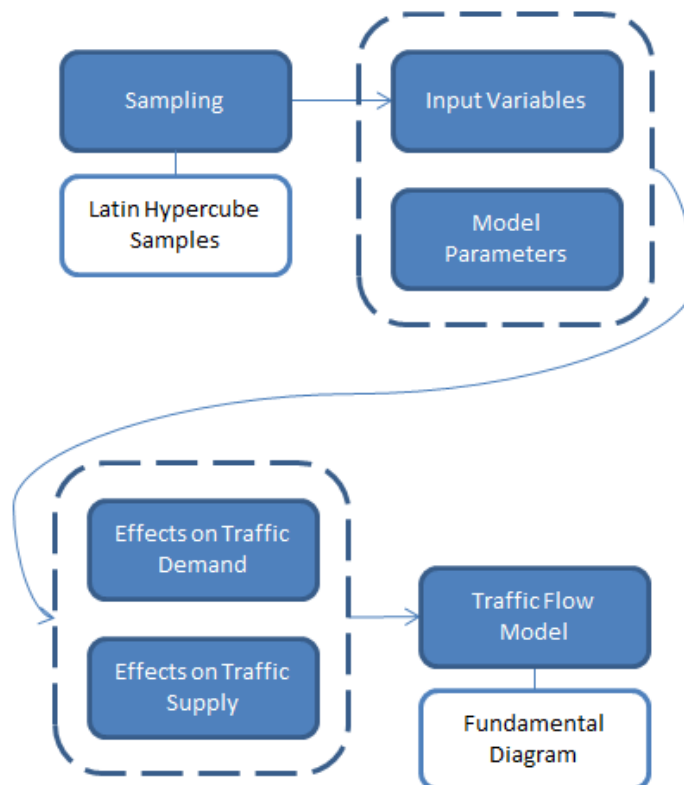 Sampling
Input Variables
Latin Hypercube
Samples
Model
Parameters
Effects on Traffic
Demand
Traffic Flow
Model
Effects on Traffic
Supply
Fundamental
Diagram